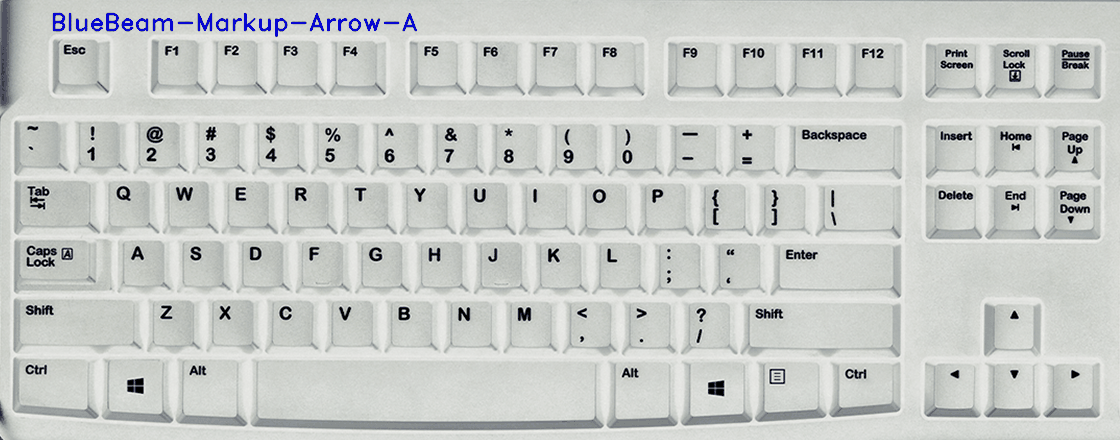 BlueBeam-Markup-Arrow-A
Esc F1 F2 F3 F4 F5 F6 F7 F8 F9 F10 F11 F12 Print Screen Scroll Lock Pause Break
~ ! @ # $ % ^ & * ( ) — + Backspace Insert Home Page Up
` 1 2 3 4 5 6 7 8 9 0 - =
Tab Q W E R T Y U I O P { } | Delete End Page Down
[ ] \
Caps Lock A A S D F G H J K L : “ Enter
; ‘
Shift Z X C V B N M < > ? Shift
, . /
Ctrl Alt Alt Ctrl